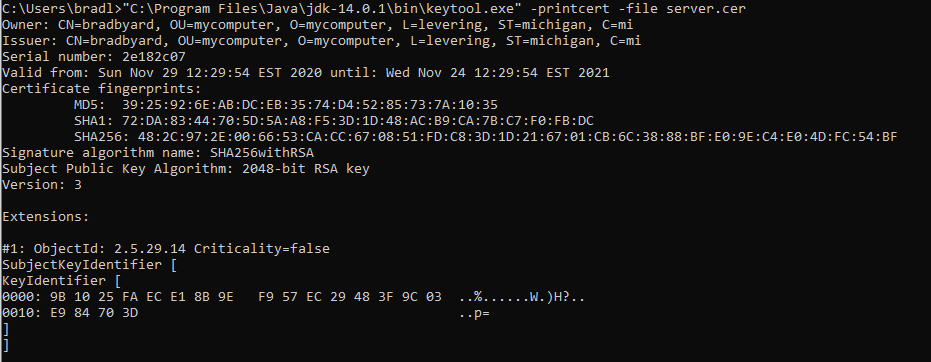 C:\Users\bradl>"C:\Program Files\Java\jdk-14.0.1\bin\keytool.exe" -printcert -file server.cer
Owner: CN=bradbyard, OU=mycomputer, O=mycomputer, L=levering, ST=michigan, C=mi
Issuer: CN=bradbyard, OU=mycomputer, O=mycomputer, L=levering, ST=michigan, C=mi
Serial number: 2e182c07
Valid from: Sun Nov 29 12:29:54 EST 2020 until: Wed Nov 24 12:29:54 EST 2021
Certificate fingerprints:
         MD5:  39:25:92:6E:AB:DC:EB:35:74:D4:52:85:73:7A:10:35
         SHA1: 72:DA:83:44:70:5D:5A:A8:F5:3D:1D:48:AC:B9:CA:7B:C7:F0:FB:DC
         SHA256: 48:2C:97:2E:00:66:53:CA:CC:67:08:51:FD:C8:3D:1D:21:67:01:CB:6C:38:88:BF:E0:9E:C4:E0:4D:FC:54:BF
Signature algorithm name: SHA256withRSA
Subject Public Key Algorithm: 2048-bit RSA key
Version: 3

Extensions:

#1: ObjectId: 2.5.29.14 Criticality=false
SubjectKeyIdentifier [
KeyIdentifier [
0000: 9B 10 25 FA EC E1 8B 9E   F9 57 EC 29 48 3F 9C 03  ..%......W.)H?..
0010: E9 84 70 3D                                        ..p=
]
]